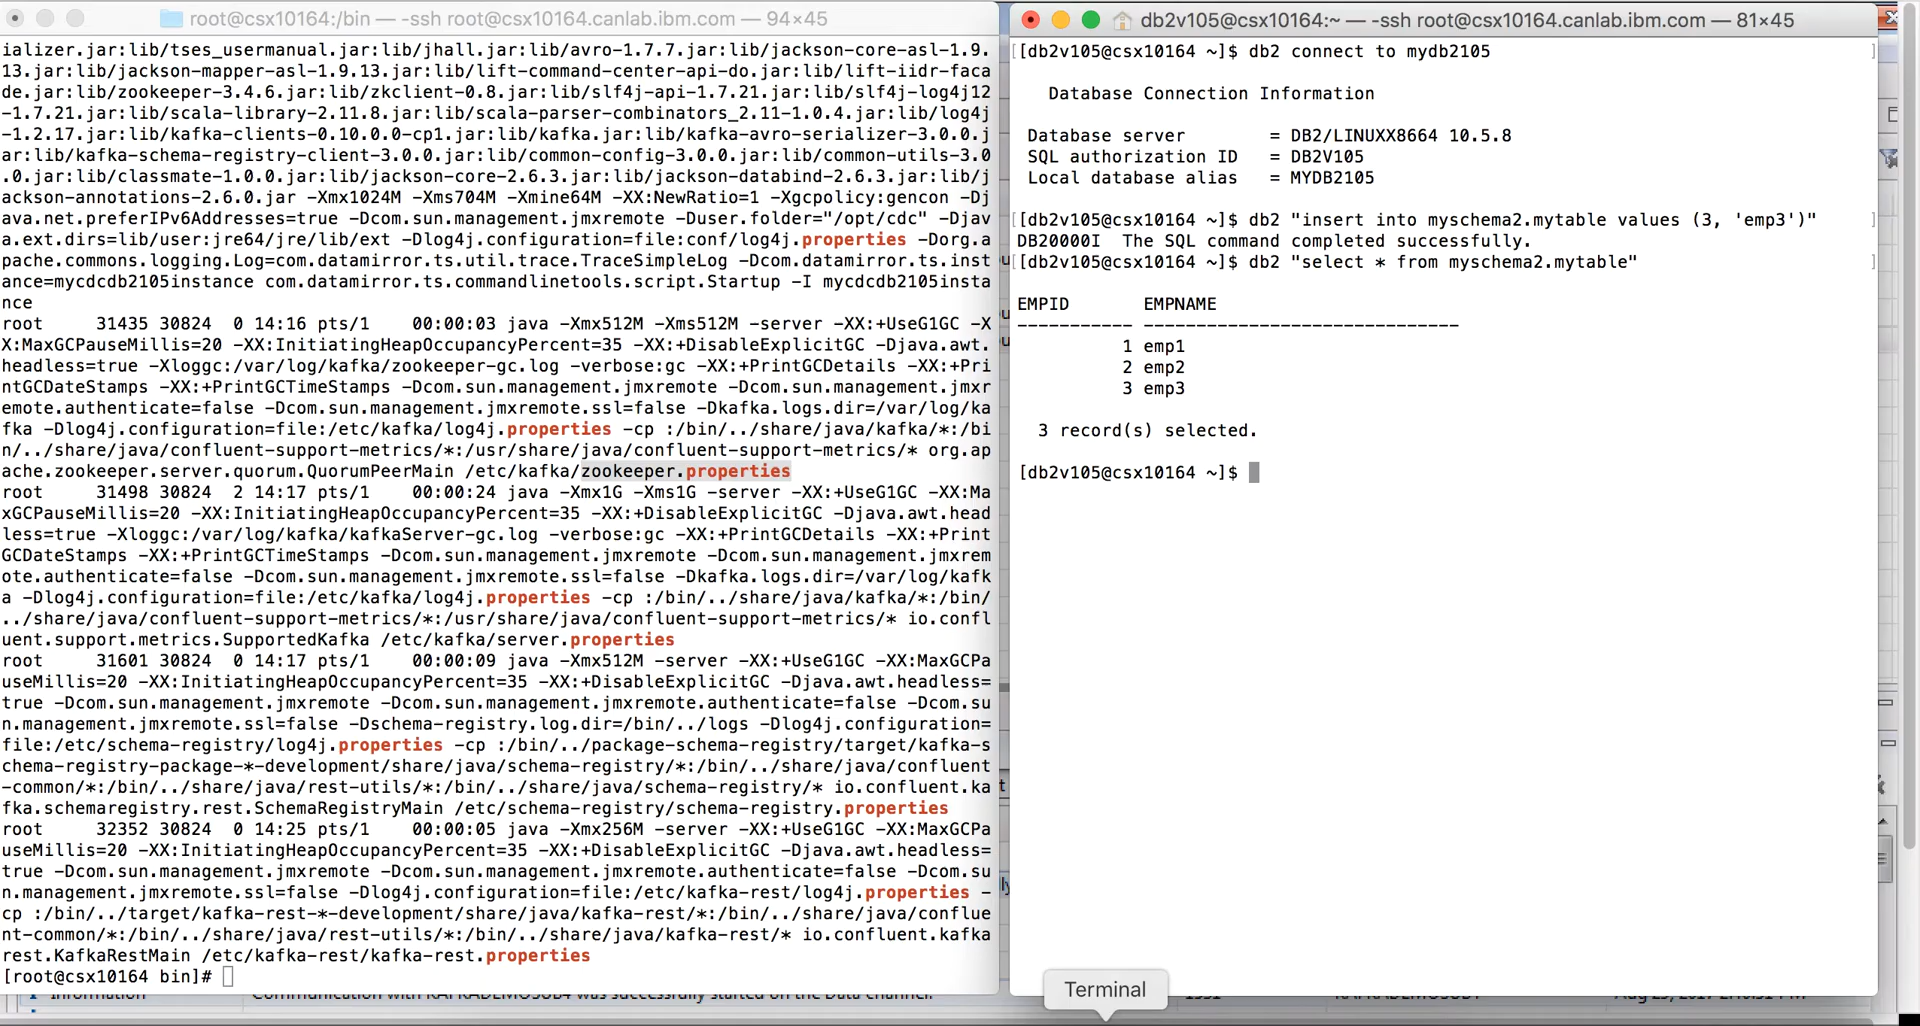 root@csx10164:/bin — -ssh root@csx10164.canlab.ibm.com — 94×45
ializer.jar:lib/tses_usermanual.jar:lib/jhall.jar:lib/avro-1.7.7.jar:lib/jackson-core-asl-1.9.
13.jar:lib/jackson-mapper-asl-1.9.13.jar:lib/lift-command-center-api-do.jar:lib/lift-iidr-faca
de.jar:lib/zookeeper-3.4.6.jar:lib/zkclient-0.8.jar:lib/slf4j-api-1.7.21.jar:lib/slf4j-log4j12
-1.7.21.jar:lib/scala-library-2.11.8.jar:lib/scala-parser-combinators_2.11-1.0.4.jar:lib/log4j
-1.2.17.jar:lib/kafka-clients-0.10.0.0-cp1.jar:lib/kafka.jar:lib/kafka-avro-serializer-3.0.0.j
ar:lib/kafka-schema-registry-client-3.0.0.jar:lib/common-config-3.0.0.jar:lib/common-utils-3.0
.0.jar:lib/classmate-1.0.0.jar:lib/jackson-core-2.6.3.jar:lib/jackson-databind-2.6.3.jar:lib/j
ackson-annotations-2.6.0.jar -Xmx1024M -Xms704M -Xmine64M -XX:NewRatio=1 -Xgcpolicy:gencon -Dj
ava.net.preferIPv6Addresses=true -Dcom.sun.management.jmxremote -Duser.folder="/opt/cdc" -Djav
a.ext.dirs=lib/user:jre64/jre/lib/ext -Dlog4j.configuration=file:conf/log4j.properties -Dorg.a
pache.commons.logging.Log=com.datamirror.ts.util.trace.TraceSimpleLog -Dcom.datamirror.ts.inst
ance=mycdcdb2105instance com.datamirror.ts.commandlinetools.script.Startup -I mycdcdb2105insta
nce
root     31435 30824  0 14:16 pts/1    00:00:03 java -Xmx512M -Xms512M -server -XX:+UseG1GC -X
X:MaxGCPauseMillis=20 -XX:InitiatingHeapOccupancyPercent=35 -XX:+DisableExplicitGC -Djava.awt.
headless=true -Xloggc:/var/log/kafka/zookeeper-gc.log -verbose:gc -XX:+PrintGCDetails -XX:+Pri
ntGCDateStamps -XX:+PrintGCTimeStamps -Dcom.sun.management.jmxremote -Dcom.sun.management.jmxr
emote.authenticate=false -Dcom.sun.management.jmxremote.ssl=false -Dkafka.logs.dir=/var/log/ka
fka -Dlog4j.configuration=file:/etc/kafka/log4j.properties -cp :/bin/../share/java/kafka/*:/bi
n/../share/java/confluent-support-metrics/*:/usr/share/java/confluent-support-metrics/* org.ap
ache.zookeeper.server.quorum.QuorumPeerMain /etc/kafka/zookeeper.properties
root     31498 30824  2 14:17 pts/1    00:00:24 java -Xmx1G -Xms1G -server -XX:+UseG1GC -XX:Ma
xGCPauseMillis=20 -XX:InitiatingHeapOccupancyPercent=35 -XX:+DisableExplicitGC -Djava.awt.head
less=true -Xloggc:/var/log/kafka/kafkaServer-gc.log -verbose:gc -XX:+PrintGCDetails -XX:+Print
GCDateStamps -XX:+PrintGCTimeStamps -Dcom.sun.management.jmxremote -Dcom.sun.management.jmxrem
ote.authenticate=false -Dcom.sun.management.jmxremote.ssl=false -Dkafka.logs.dir=/var/log/kafk
a -Dlog4j.configuration=file:/etc/kafka/log4j.properties -cp :/bin/../share/java/kafka/*:/bin/
../share/java/confluent-support-metrics/*:/usr/share/java/confluent-support-metrics/* io.confl
uent.support.metrics.SupportedKafka /etc/kafka/server.properties
root     31601 30824  0 14:17 pts/1    00:00:09 java -Xmx512M -server -XX:+UseG1GC -XX:MaxGCPa
useMillis=20 -XX:InitiatingHeapOccupancyPercent=35 -XX:+DisableExplicitGC -Djava.awt.headless=
true -Dcom.sun.management.jmxremote -Dcom.sun.management.jmxremote.authenticate=false -Dcom.su
n.management.jmxremote.ssl=false -Dschema-registry.log.dir=/bin/../logs -Dlog4j.configuration=
file:/etc/schema-registry/log4j.properties -cp :/bin/../package-schema-registry/target/kafka-s
chema-registry-package-*-development/share/java/schema-registry/*:/bin/../share/java/confluent
-common/*:/bin/../share/java/rest-utils/*:/bin/../share/java/schema-registry/* io.confluent.ka
fka.schemaregistry.rest.SchemaRegistryMain /etc/schema-registry/schema-registry.properties
root     32352 30824  0 14:25 pts/1    00:00:05 java -Xmx256M -server -XX:+UseG1GC -XX:MaxGCPa
useMillis=20 -XX:InitiatingHeapOccupancyPercent=35 -XX:+DisableExplicitGC -Djava.awt.headless=
true -Dcom.sun.management.jmxremote -Dcom.sun.management.jmxremote.authenticate=false -Dcom.su
n.management.jmxremote.ssl=false -Dlog4j.configuration=file:/etc/kafka-rest/log4j.properties -
cp :/bin/../target/kafka-rest-*-development/share/java/kafka-rest/*:/bin/../share/java/conflue
nt-common/*:/bin/../share/java/rest-utils/*:/bin/../share/java/kafka-rest/* io.confluent.kafka
rest.KafkaRestMain /etc/kafka-rest/kafka-rest.properties
[root@csx10164 bin]#
db2v105@csx10164:~ — -ssh root@csx10164.canlab.ibm.com — 81×45
[[db2v105@csx10164 ~]$ db2 connect to mydb2105 ]
Database Connection Information
Database server        = DB2/LINUXX8664 10.5.8
SQL authorization ID   = DB2V105
Local database alias   = MYDB2105
[[db2v105@csx10164 ~]$ db2 "insert into myschema2.mytable values (3, 'emp3')" ]
DB20000I  The SQL command completed successfully.
[[db2v105@csx10164 ~]$ db2 "select * from myschema2.mytable" ]
EMPID       EMPNAME
----------- ------------------------------
1 emp1
2 emp2
3 emp3
3 record(s) selected.
[db2v105@csx10164 ~]$
Terminal
Information Communication with KAFKADEMOSUB4 was successfully started on the Data channel.